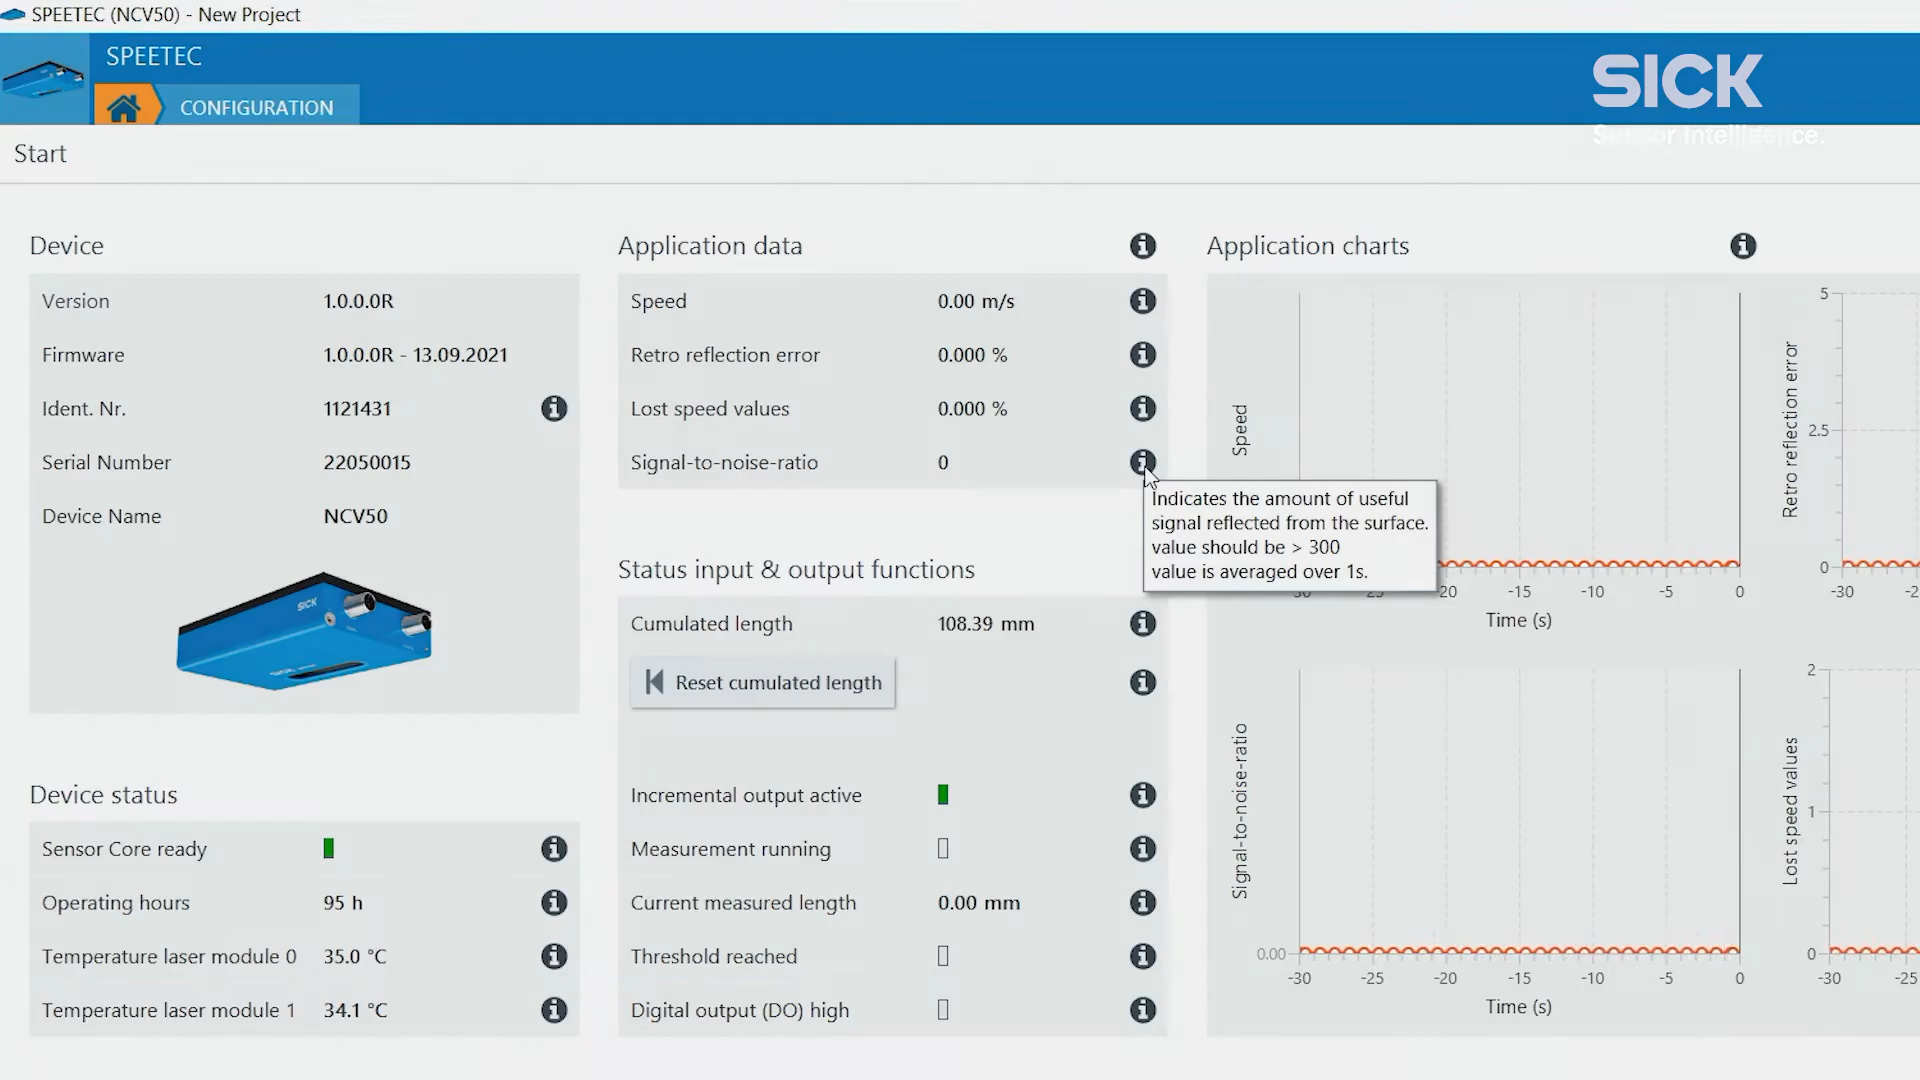 SPEETEC (NCV50) - New Project
SPEETEC
CONFIGURATION
SICK
Sensor Intelligence.
Start
Device
Version 1.0.0.0R
Firmware 1.0.0.0R - 13.09.2021
Ident. Nr. 1121431
Serial Number 22050015
Device Name NCV50
SICK
SICK
Device status
Sensor Core ready
Operating hours 95 h
Temperature laser module 0 35.0 °C
Temperature laser module 1 34.1 °C
Application data
Speed 0.00 m/s
Retro reflection error 0.000 %
Lost speed values 0.000 %
Signal-to-noise-ratio 0
Indicates the amount of useful
signal reflected from the surface.
value should be > 300
value is averaged over 1s.
Status input & output functions
Cumulated length 108.39 mm
Reset cumulated length
Incremental output active
Measurement running
Current measured length 0.00 mm
Threshold reached
Digital output (DO) high
Application charts
Speed
-15 -10 -5 0
Time (s)
Retro reflection error
5
2.5
0
-30
Signal-to-noise-ratio
0.00
-30 -25 -20 -15 -10 -5 0
Time (s)
Lost speed values
2
1
0
-30 -25